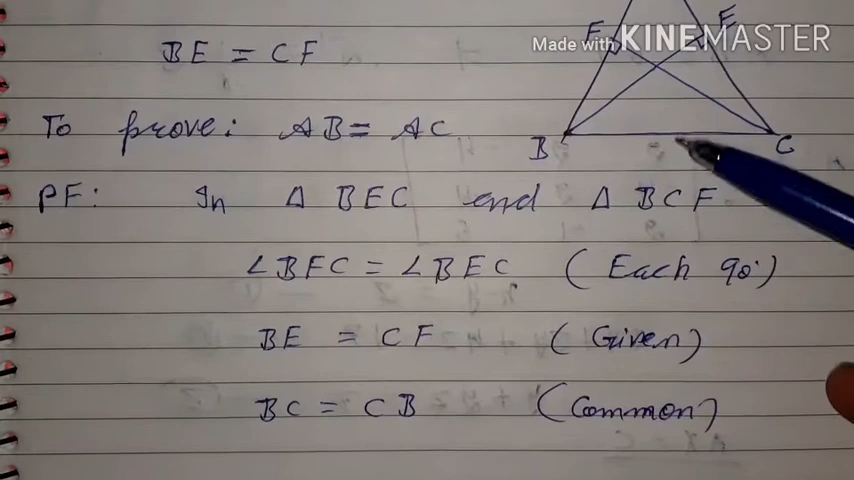 F E
Made with KINEMASTER
BE = CF
To prove: AB = AC
B C
PF: In Δ BEC and Δ BCF
∠BFC = ∠BEC (Each 90°)
BE = CF (Given)
BC = CB (Common)